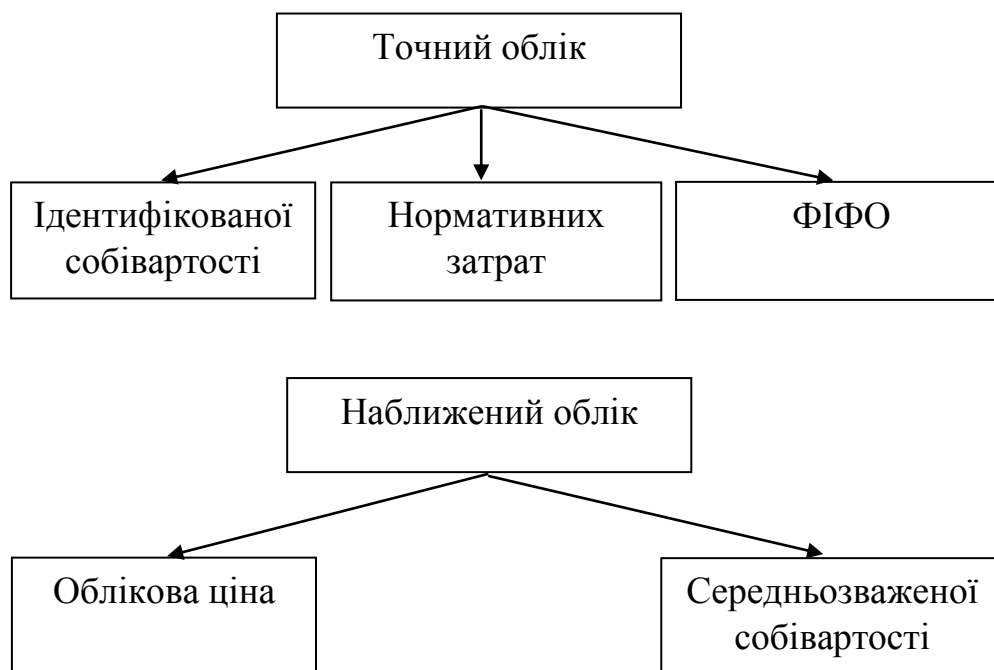 Точний облік
Ідентифікованої
собівартості
Нормативних
затрат
ФІФО
Наближений облік
Облікова ціна
Середньозваженої
собівартості